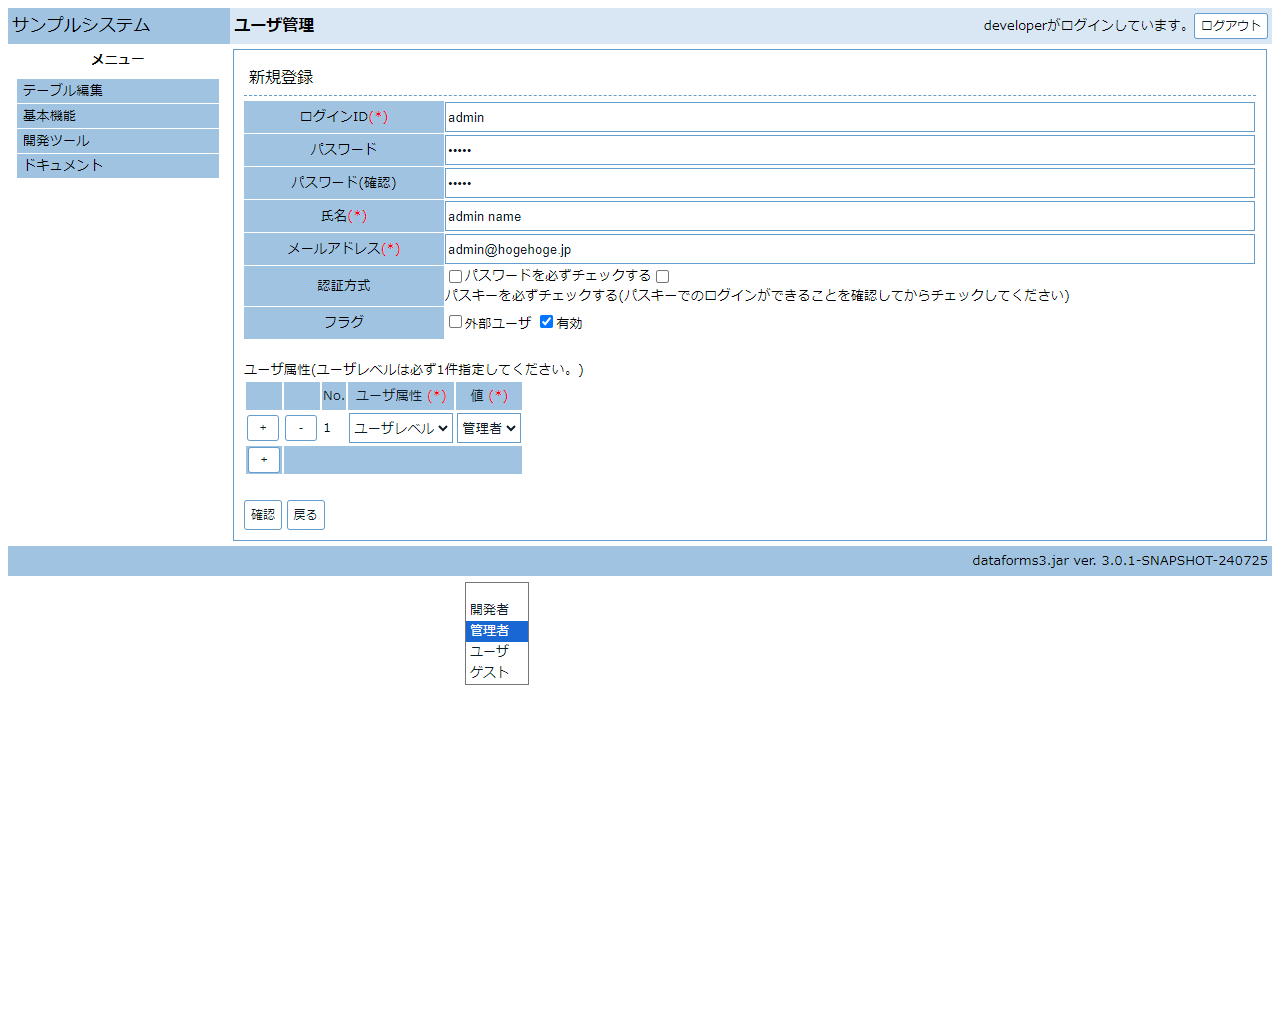 サンプルシステム
ユーザ管理
developerがログインしています。 ログアウト
メニュー
テーブル編集
基本機能
開発ツール
ドキュメント
新規登録
ログインID(*) admin
パスワード •••••
パスワード(確認) •••••
氏名(*) admin name
メールアドレス(*) admin@hogehoge.jp
認証方式 パスワードを必ずチェックする
パスキーを必ずチェックする(パスキーでのログインができることを確認してからチェックしてください)
フラグ 外部ユーザ 有効
ユーザ属性(ユーザレベルは必ず1件指定してください。)
No. ユーザ属性 (*) 値 (*)
+ - 1 ユーザレベル 管理者
+
確認 戻る
dataforms3.jar ver. 3.0.1-SNAPSHOT-240725
開発者
管理者
ユーザ
ゲスト